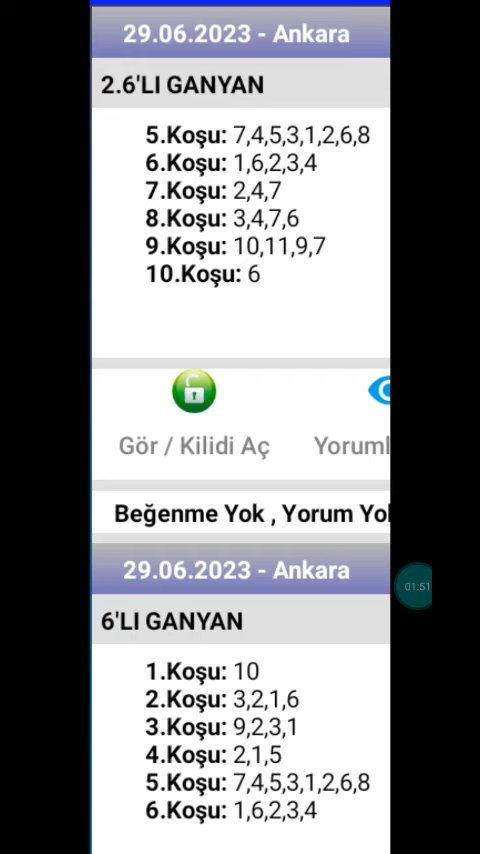 29.06.2023 - Ankara
2.6'LI GANYAN
5.Koşu: 7,4,5,3,1,2,6,8
6.Koşu: 1,6,2,3,4
7.Koşu: 2,4,7
8.Koşu: 3,4,7,6
9.Koşu: 10,11,9,7
10.Koşu: 6
Gör / Kilidi Aç Yoruml
Beğenme Yok , Yorum Yo
29.06.2023 - Ankara
01:51
6'LI GANYAN
1.Koşu: 10
2.Koşu: 3,2,1,6
3.Koşu: 9,2,3,1
4.Koşu: 2,1,5
5.Koşu: 7,4,5,3,1,2,6,8
6.Koşu: 1,6,2,3,4